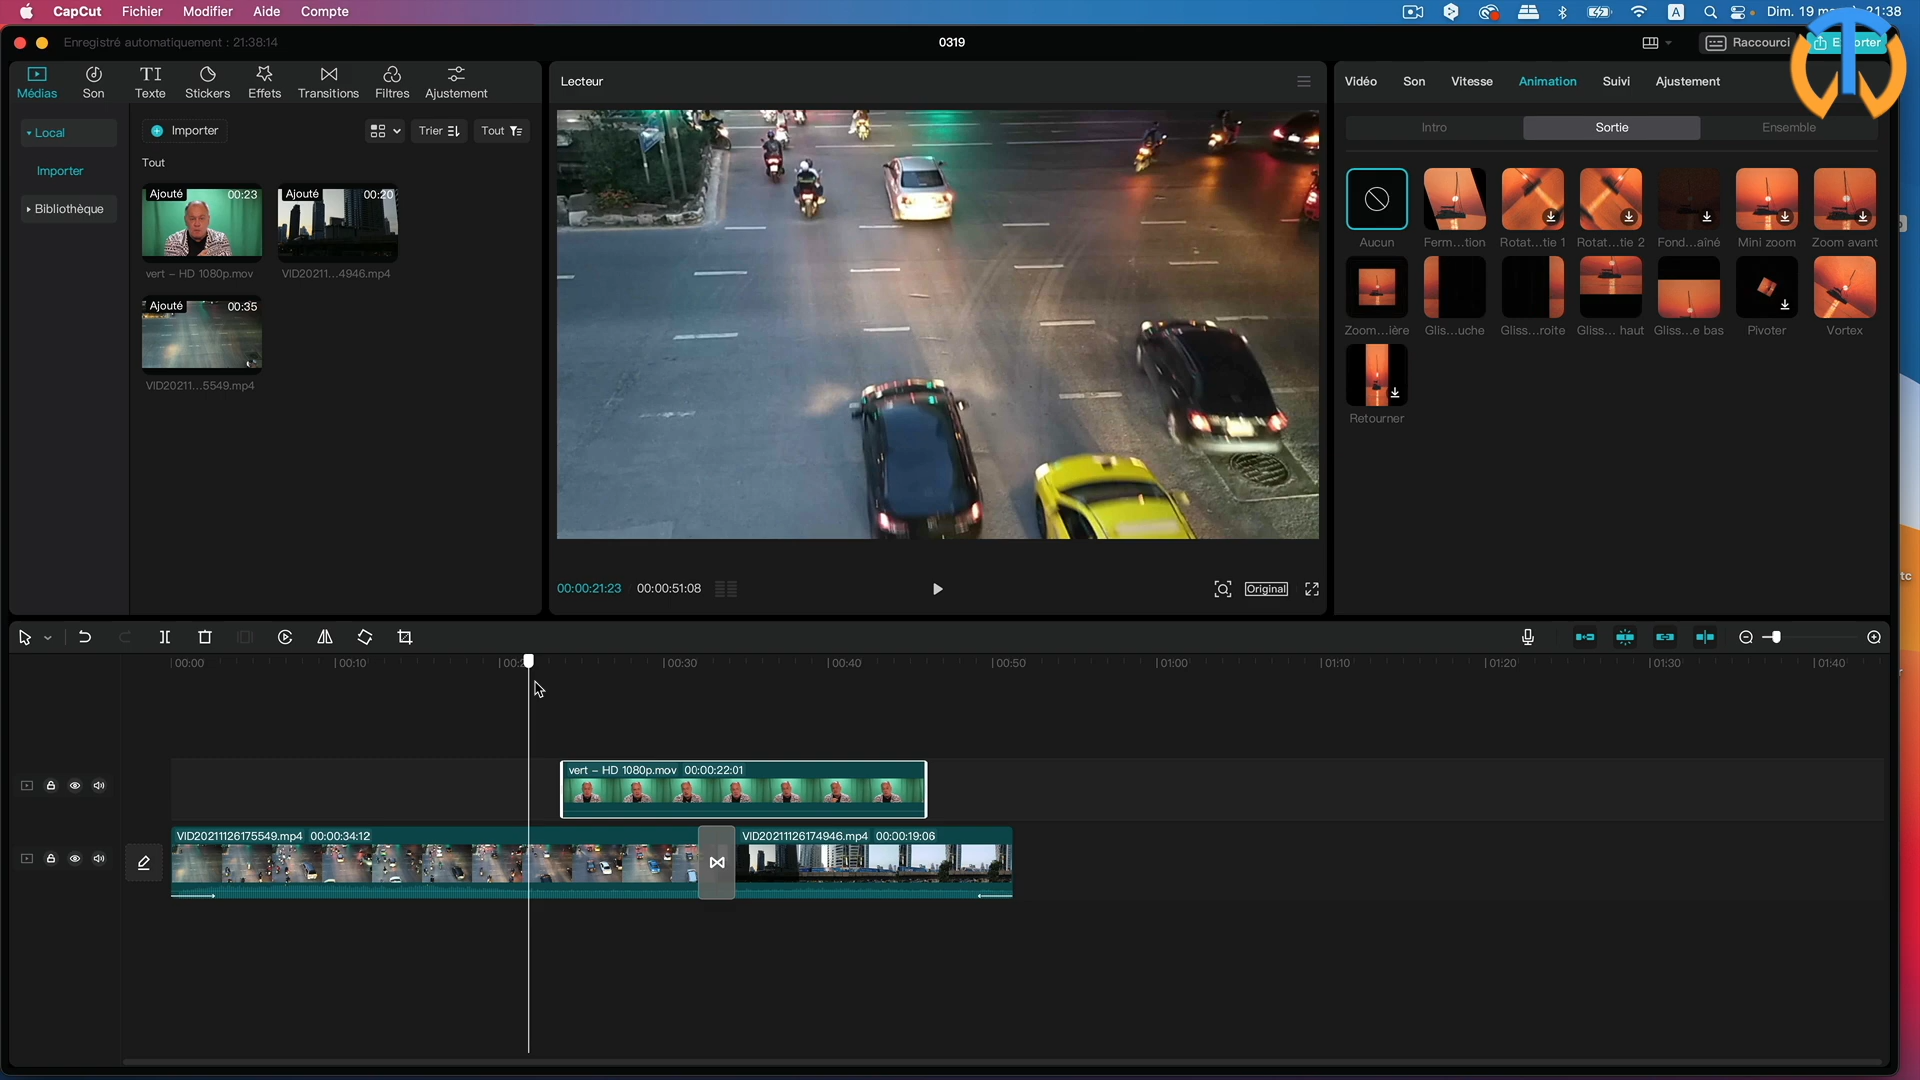 CapCut Fichier Modifier Aide Compte
A Dim. 19 21:38
Enregistré automatiquement : 21:38:14
0319
Raccourci
Médias Son Texte Stickers Effets Transitions Filtres Ajustement
Local
Importer
Bibliothèque
Importer Trier Tout
Tout
Ajouté 00:23
vert – HD 1080p.mov
Ajouté 00:20
VID20211...4946.mp4
Ajouté 00:35
VID20211...5549.mp4
Lecteur
00:00:21:23 00:00:51:08
Original
Vidéo Son Vitesse Animation Suivi Ajustement
Intro Sortie Ensemble
Aucun Ferm...tion Rotat...tie 1 Rotat...tie 2 Fond...aîné Mini zoom Zoom avant
Zoom...ière Glis...uche Gliss...roite Gliss... haut Gliss...e bas Pivoter Vortex
Retourner
00:00 00:10 00:30 00:40 00:50 01:00 01:10 01:20 01:30 01:40
vert – HD 1080p.mov 00:00:22:01
VID20211126175549.mp4 00:00:34:12
VID20211126174946.mp4 00:00:19:06